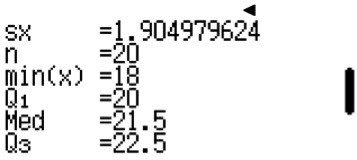 sx =1.904979624
n =20
min(x) =18
Q₁ =20
Med =21.5
Q₃ =22.5